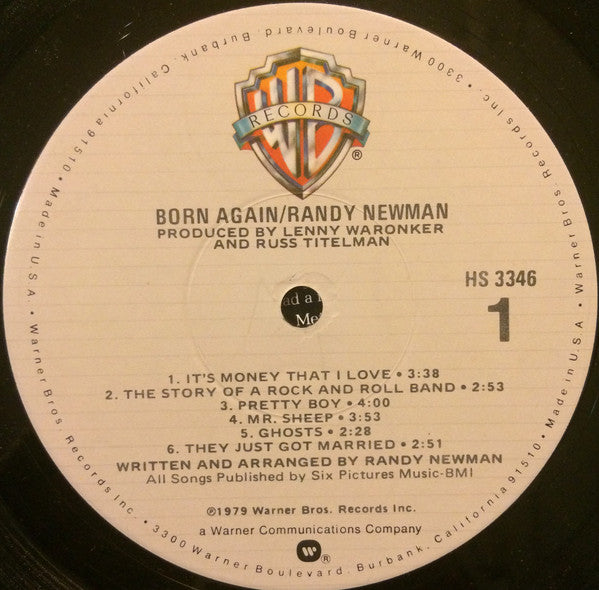 WB
RECORDS
®
BORN AGAIN/RANDY NEWMAN
PRODUCED BY LENNY WARONKER
AND RUSS TITELMAN
HS 3346
1
ad a
Me
1. IT'S MONEY THAT I LOVE • 3:38
2. THE STORY OF A ROCK AND ROLL BAND • 2:53
3. PRETTY BOY • 4:00
4. MR. SHEEP • 3:53
5. GHOSTS • 2:28
6. THEY JUST GOT MARRIED • 2:51
WRITTEN AND ARRANGED BY RANDY NEWMAN
All Songs Published by Six Pictures Music-BMI
℗1979 Warner Bros. Records Inc.
a Warner Communications Company
W ®
Warner Bros. Records Inc. • 3300 Warner Boulevard, Burbank, California 91510 • Made in U.S.A. • Warner Bros. Records Inc. • 3300 Warner Boulevard, Burbank, California 91510 • Made in U.S.A. •